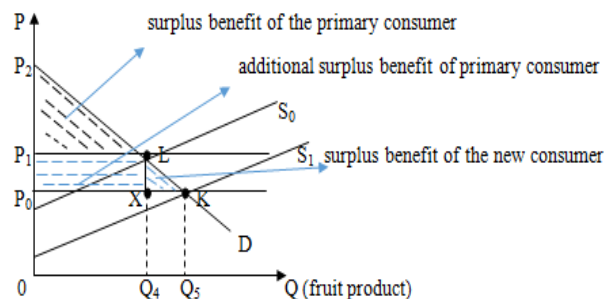 P
surplus benefit of the primary consumer
P2
additional surplus benefit of primary consumer
S0
P1
L
S1
surplus benefit of the new consumer
P0
X
K
D
0
Q4
Q5
Q (fruit product)